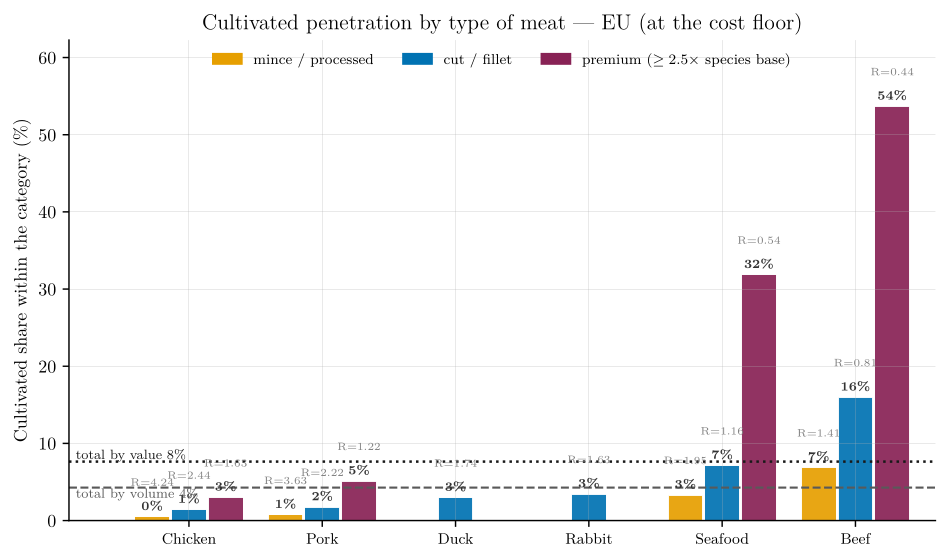 Cultivated penetration by type of meat — EU (at the cost floor)
mince / processed
cut / fillet
premium (≥ 2.5× species base)
Cultivated share within the category (%)
60
50
40
30
20
10
0
total by value 8%
total by volume
R=4.24
0%
R=2.44
1%
R=1.63
3%
R=3.63
1%
R=2.22
2%
R=1.22
5%
R=1.74
3%
R=1.63
3%
3%
R=1.16
7%
R=0.54
32%
R=1.41
7%
R=0.81
16%
R=0.44
54%
Chicken
Pork
Duck
Rabbit
Seafood
Beef